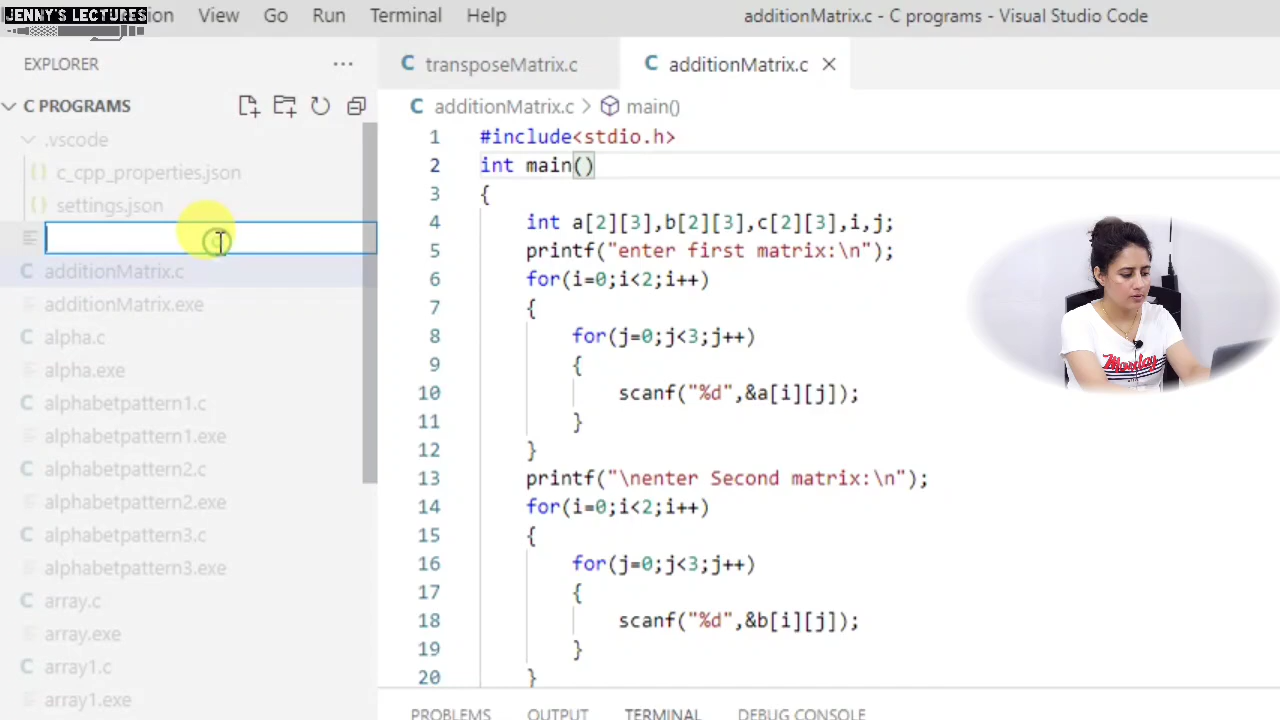 JENNY'S LECTURES
View Go Run Terminal Help
additionMatrix.c - C programs - Visual Studio Code
EXPLORER ...
transposeMatrix.c
additionMatrix.c
C PROGRAMS
additionMatrix.c > main()
.vscode
c_cpp_properties.json
settings.json
additionMatrix.c
additionMatrix.exe
alpha.c
alpha.exe
alphabetpattern1.c
alphabetpattern1.exe
alphabetpattern2.c
alphabetpattern2.exe
alphabetpattern3.c
alphabetpattern3.exe
array.c
array.exe
array1.c
array1.exe
1 #include<stdio.h>
2 int main()
3 {
4 int a[2][3],b[2][3],c[2][3],i,j;
5 printf("enter first matrix:\n");
6 for(i=0;i<2;i++)
7 {
8 for(j=0;j<3;j++)
9 {
10 scanf("%d",&a[i][j]);
11 }
12 }
13 printf("\nenter Second matrix:\n");
14 for(i=0;i<2;i++)
15 {
16 for(j=0;j<3;j++)
17 {
18 scanf("%d",&b[i][j]);
19 }
20 }
PROBLEMS OUTPUT TERMINAL DEBUG CONSOLE